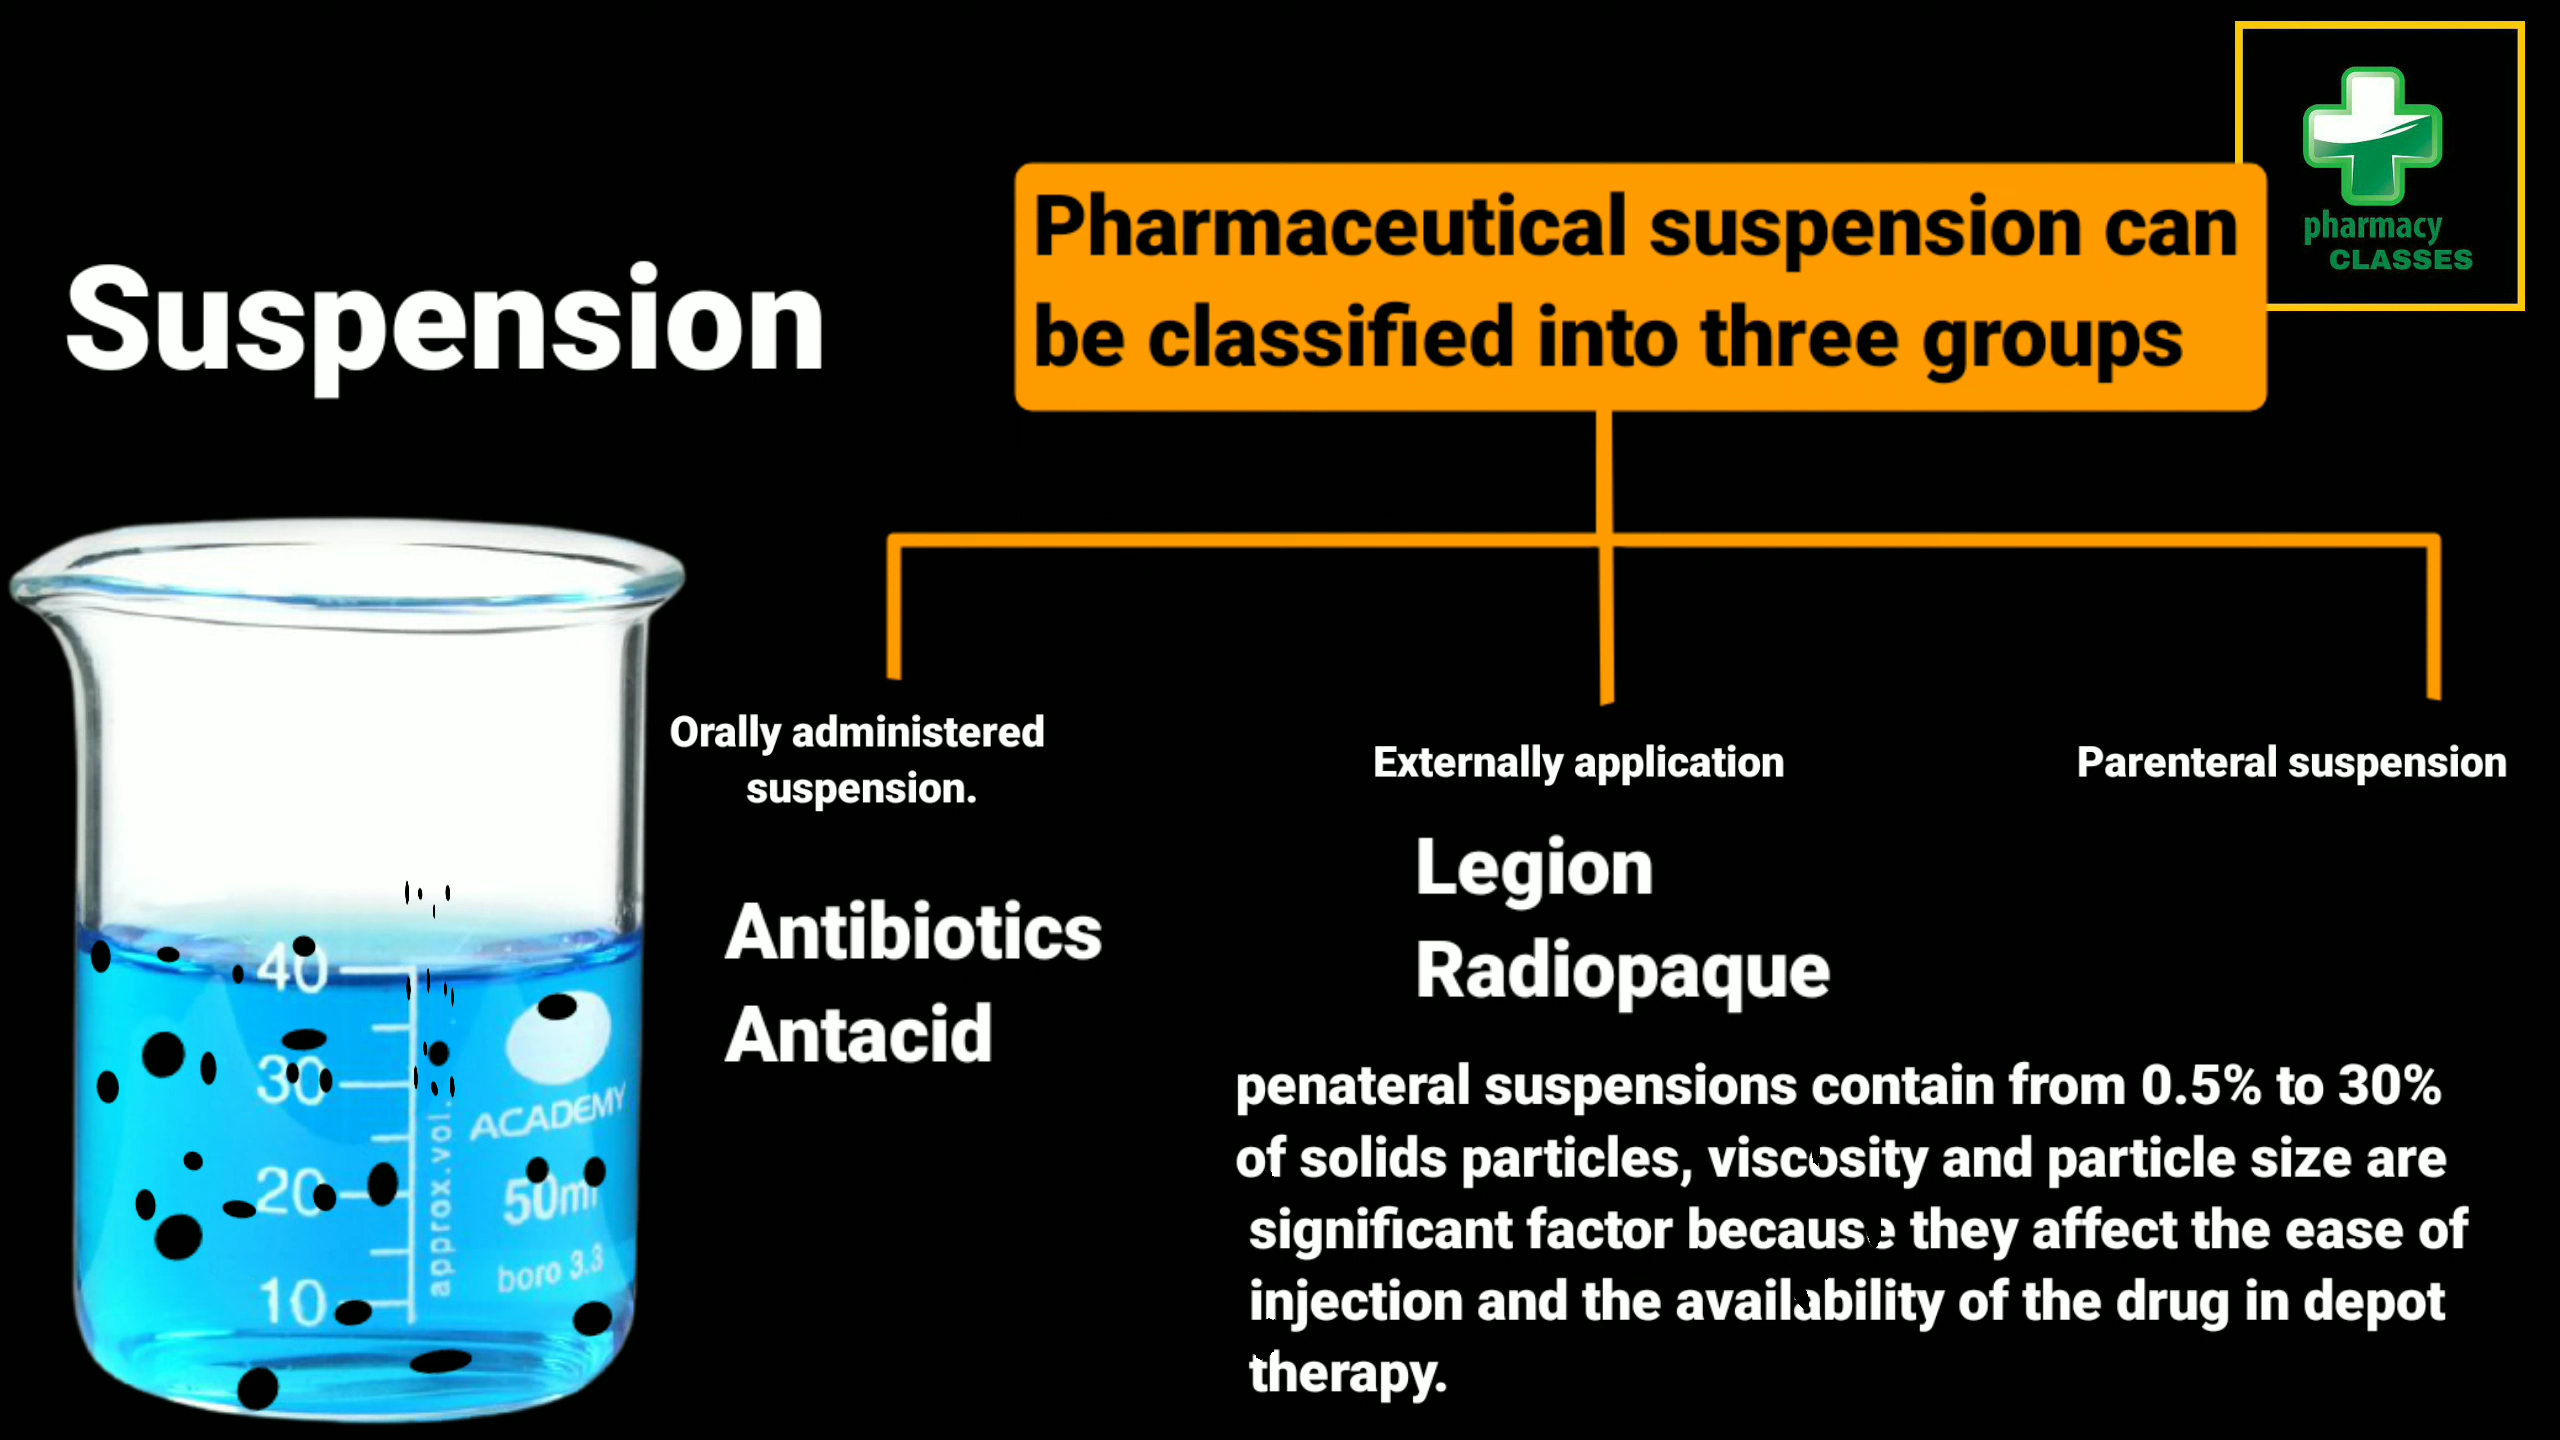 pharmacy
CLASSES
Suspension
Pharmaceutical suspension can
be classified into three groups
Orally administered
suspension.
Externally application
Parenteral suspension
Antibiotics
Antacid
Legion
Radiopaque
penateral suspensions contain from 0.5% to 30%
of solids particles, viscosity and particle size are
significant factor because they affect the ease of
injection and the availability of the drug in depot
therapy.
40
30
20
10
approx.vol.
ACADEMY
50ml
boro 3.3